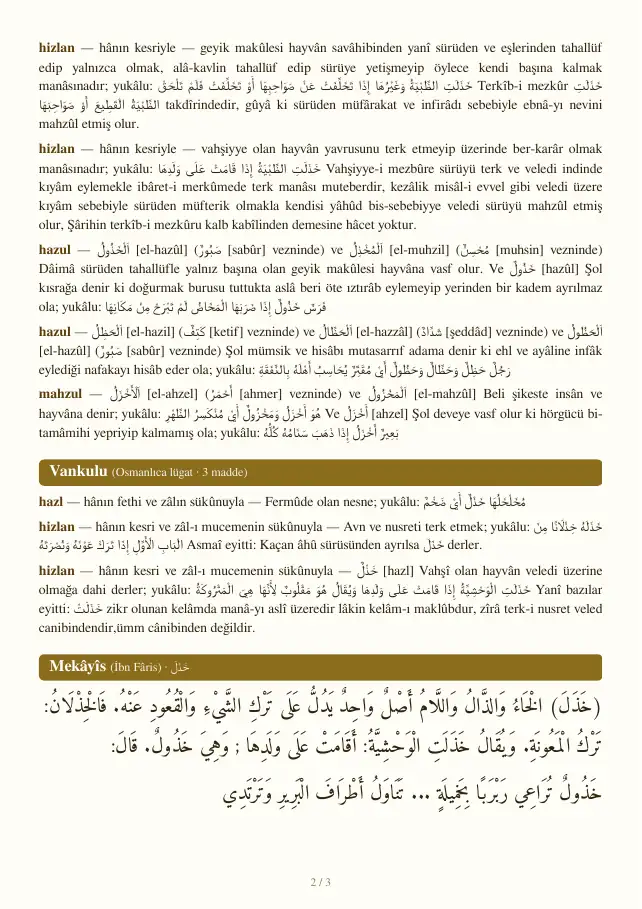 hizlan — hânın kesriyle — geyik makûlesi hayvân savâhibinden yanî sürüden ve eşlerinden tahallüf
edip yalnızca olmak, alâ-kavlin tahallüf edip sürüye yetişmeyip öylece kendi başına kalmak
manâsınadır; yukâlu: خَذَلَتِ الظَّبْيَةُ وَغَيْرُهَا إِذَا تَخَلَّفَتْ عَنْ صَوَاحِبِهَا أَوْ تَخَلَّفَتْ فَلَمْ تَلْحَقْ Terkîb-i mezkûr خَذَلَتِ
الظَّبْيَةُ الْقَطِيعَ أَوْ صَوَاحِبَهَا takdîrindedir, gûyâ ki sürüden müfârakat ve infirâdı sebebiyle ebnâ-yı nevini
mahzûl etmiş olur.
hizlan — hânın kesriyle — vahşiyye olan hayvân yavrusunu terk etmeyip üzerinde ber-karâr olmak
manâsınadır; yukâlu: خَذَلَتِ الظَّبْيَةُ إِذَا قَامَتْ عَلَى وَلَدِهَا Vahşiyye-i mezbûre sürüyü terk ve veledi indinde
kıyâm eylemekle ibâret-i merkûmede terk manâsı muteberdir, kezâlik misâl-i evvel gibi veledi üzere
kıyam sebebiyle sürüden müfterik olmakla kendisi yâhûd bis-sebebiyye veledi sürüyü mahzûl etmiş
olur, Şârihin terkîb-i mezkûru kalb kabîlinden demesine hâcet yoktur.
hazul — اَلْخَذُولُ [el-hazûl] (صَبُورٌ [sabûr] vezninde) ve اَلْمُخْذِلُ [el-muhzil] (مُحْسِنٌ [muhsin] vezninde)
Dâimâ sürüden tahallüfle yalnız başına olan geyik makûlesi hayvâna vasf olur. Ve خَذُولٌ [hazûl] Şol
kısrağa denir ki doğurmak burusu tuttukta aslâ beri öte ıztırâb eylemeyip yerinden bir kadem ayrılmaz
ola; yukâlu: فَرَسٌ خَذُولٌ إِذَا ضَرَبَهَا الْمَخَاضُ لَمْ تَبْرَحْ مِنْ مَكَانِهَا
hazul — اَلْحَظِلُ [el-hazil] (كَتِفٌ [ketif] vezninde) ve اَلْحَظَّالُ [el-hazzâl] (شَدَّادٌ [şeddâd] vezninde) ve اَلْحَظُولُ
[el-hazûl] (صَبُورٌ [sabûr] vezninde) Şol mümsik ve hisâbı mutasarrıf adama denir ki ehl ve ayâline infâk
eylediği nafakayı hisâb eder ola; yukâlu: رَجُلٌ حَظِلٌ وَحَظَّالٌ وَحَظُولٌ أَيْ مُقَتِّرٌ يُحَاسِبُ أَهْلَهُ بِالنَّفَقَةِ
mahzul — اَلْأَخْزَلُ [el-ahzel] (أَحْمَرُ [ahmer] vezninde) ve اَلْمَخْزُولُ [el-mahzûl] Beli şikeste insân ve
hayvâna denir; yukâlu: هُوَ أَخْزَلُ وَمَخْزُولٌ أَيْ مُنْكَسِرُ الظَّهْرِ Ve أَخْزَلُ [ahzel] Şol deveye vasf olur ki hörgücü bi-
tamâmihi yepriyip kalmamış ola; yukâlu: بَعِيرٌ أَخْزَلُ إِذَا ذَهَبَ سَنَامُهُ كُلُّهُ
Vankulu (Osmanlıca lügat · 3 madde)
hazl — hânın fethi ve zâlın sükûnuyla — Fermûde olan nesne; yukâlu: مُخَلْخَلُهَا خَذْلٌ أَيْ ضَخْمٌ
hizlan — hânın kesri ve zâl-ı mucemenin sükûnuyla — Avn ve nusreti terk etmek; yukâlu: خَذَلَهُ خِذْلَانًا مِنَ
الْبَابِ الْأَوَّلِ إِذَا تَرَكَ عَوْنَهُ وَنُصْرَتَهُ Asmaî eyitti: Kaçan âhû sürüsünden ayrılsa خَذَلَ derler.
hizlan — hânın kesri ve zâl-ı mucemenin sükûnuyla — خَذْلٌ [hazl] Vahşî olan hayvân veledi üzerine
olmağa dahi derler; yukâlu: خَذَلَتِ الْوَحْشِيَّةُ إِذَا قَامَتْ عَلَى وَلَدِهَا وَيُقَالُ هُوَ مَقْلُوبٌ لِأَنَّهَا هِيَ الْمَتْرُوكَةُ Yanî bazılar
eyitti: خَذَلَتْ zikr olunan kelâmda manâ-yı aslî üzeredir lâkin kelâm-ı maklûbdur, zîrâ terk-i nusret veled
canibindendir,ümm cânibinden değildir.
Mekâyîs (İbn Fâris) · خَذَلَ
(خَذَلَ) الْخَاءُ وَالذَّالُ وَاللَّامُ أَصْلٌ وَاحِدٌ يَدُلُّ عَلَى تَرْكِ الشَّيْءِ وَالْقُعُودِ عَنْهُ. فَالْخِذْلَانُ:
تَرْكُ الْمَعُونَةِ. وَيُقَالُ خَذَلَتِ الْوَحْشِيَّةُ: أَقَامَتْ عَلَى وَلَدِهَا ; وَهِيَ خَذُولٌ. قَالَ:
خَذُولٌ تُرَاعِي رَبْرَبًا بِخَمِيلَةٍ ... تَنَاوَلُ أَطْرَافَ الْبَرِيرِ وَتَرْتَدِي
2 / 3